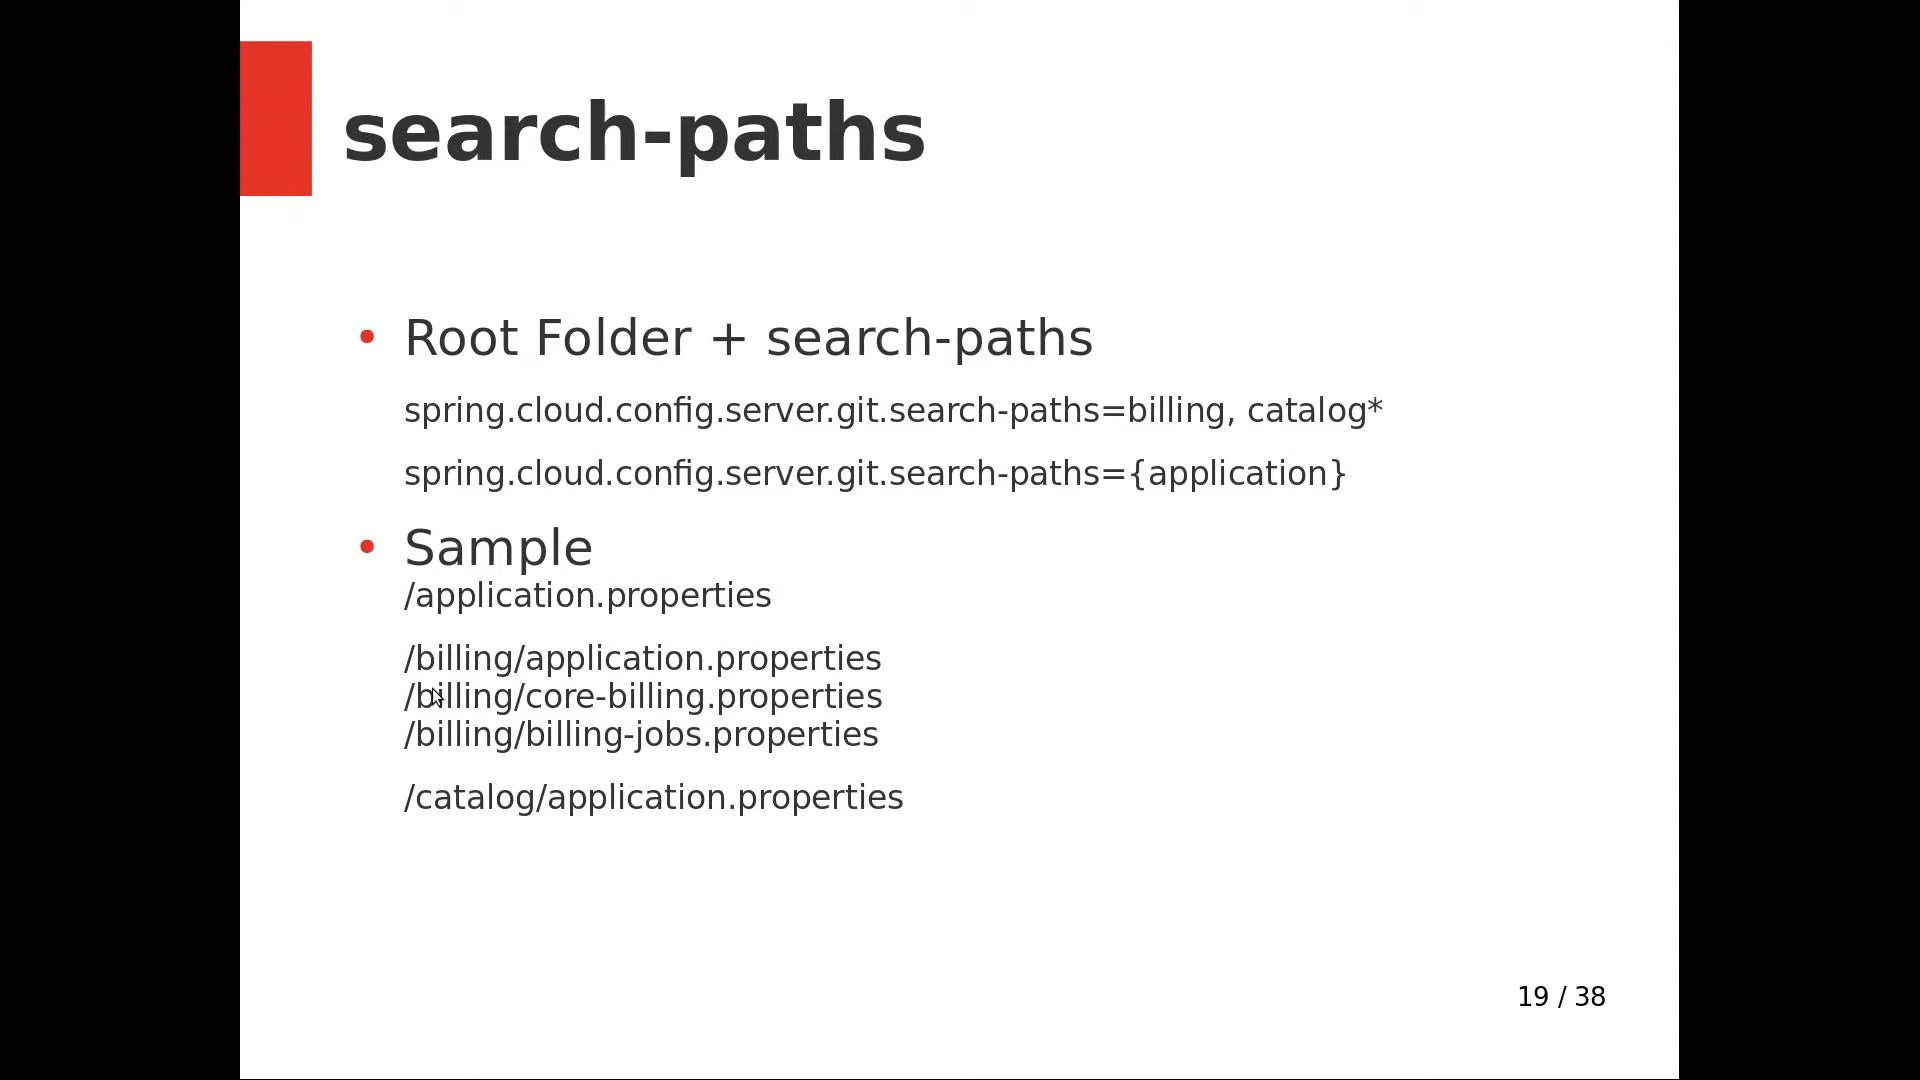 search-paths
Root Folder + search-paths
spring.cloud.config.server.git.search-paths=billing, catalog*
spring.cloud.config.server.git.search-paths={application}
Sample
/application.properties
/billing/application.properties
/billing/core-billing.properties
/billing/billing-jobs.properties
/catalog/application.properties
19 / 38